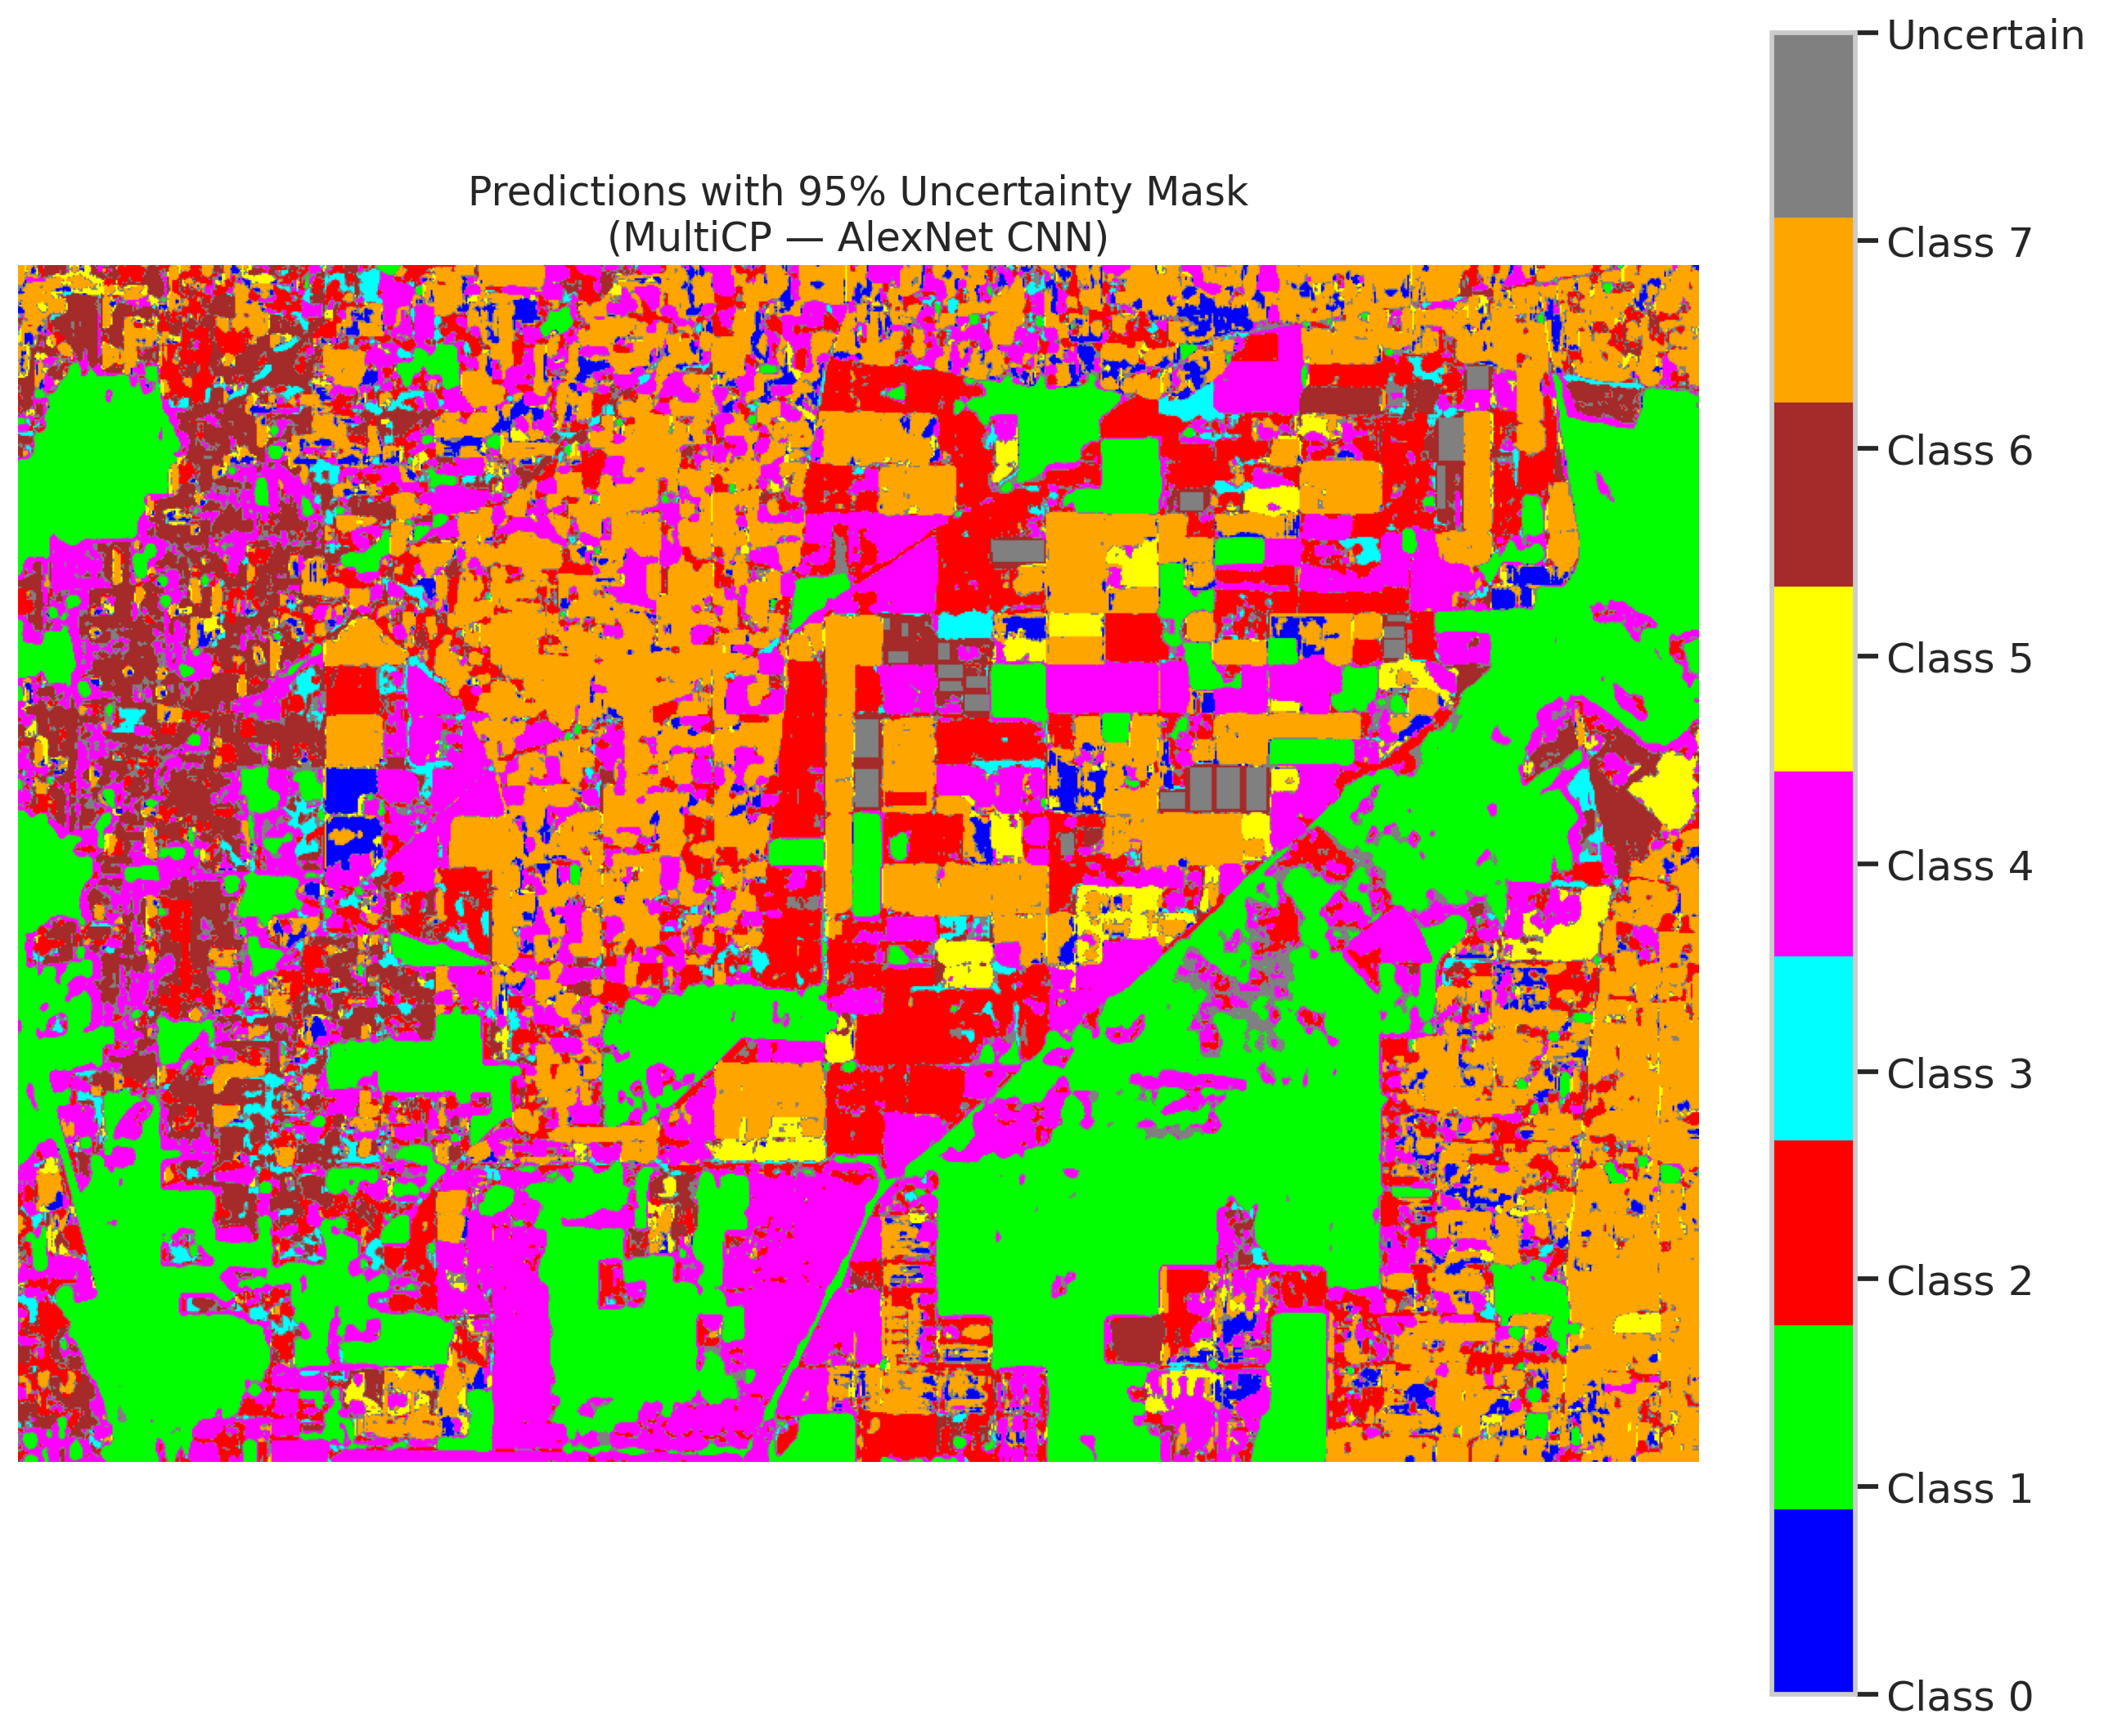 Predictions with 95% Uncertainty Mask
(MultiCP — AlexNet CNN)
Uncertain
Class 7
Class 6
Class 5
Class 4
Class 3
Class 2
Class 1
Class 0